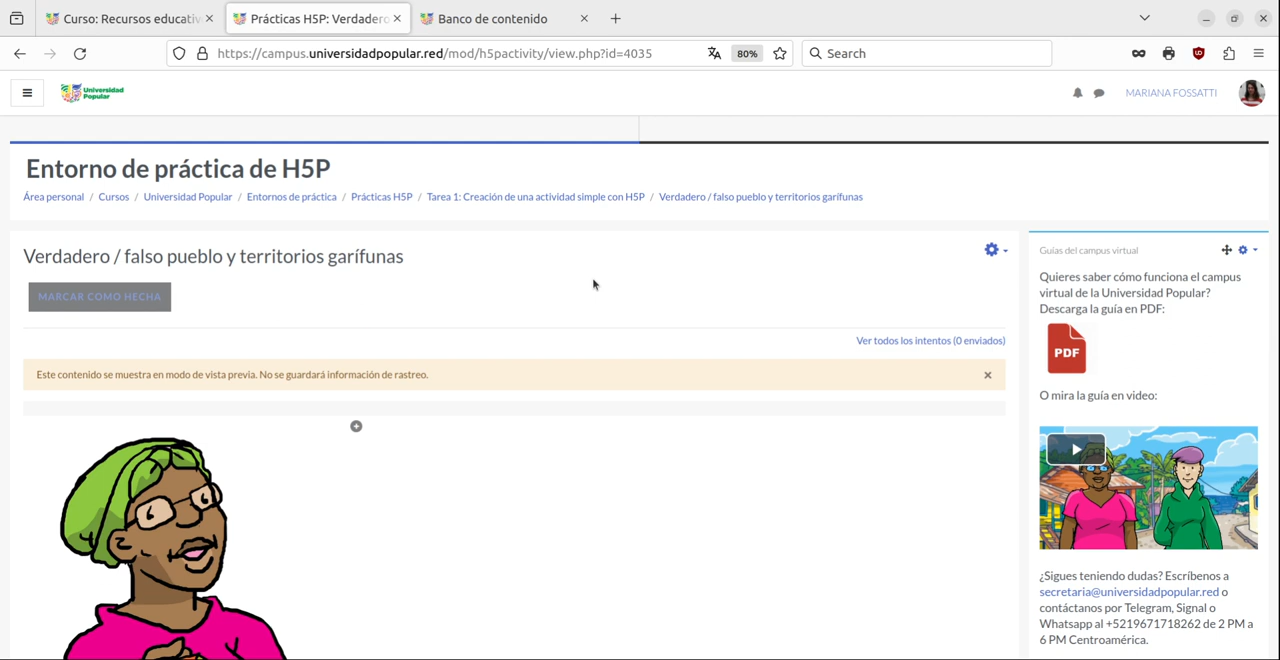 Curso: Recursos educativ
Prácticas H5P: Verdadero
Banco de contenido
https://campus.universidadpopular.red/mod/h5pactivity/view.php?id=4035
80%
Search
Universidad
Popular
MARIANA FOSSATTI
Entorno de práctica de H5P
Área personal / Cursos / Universidad Popular / Entornos de práctica / Prácticas H5P / Tarea 1: Creación de una actividad simple con H5P / Verdadero / falso pueblo y territorios garífunas
Verdadero / falso pueblo y territorios garífunas
MARCAR COMO HECHA
Ver todos los intentos (0 enviados)
Este contenido se muestra en modo de vista previa. No se guardará información de rastreo.
Guías del campus virtual
Quieres saber cómo funciona el campus
virtual de la Universidad Popular?
Descarga la guía en PDF:
PDF
O mira la guía en video:
¿Sigues teniendo dudas? Escríbenos a
secretaria@universidadpopular.red o
contáctanos por Telegram, Signal o
Whatsapp al +5219671718262 de 2 PM a
6 PM Centroamérica.